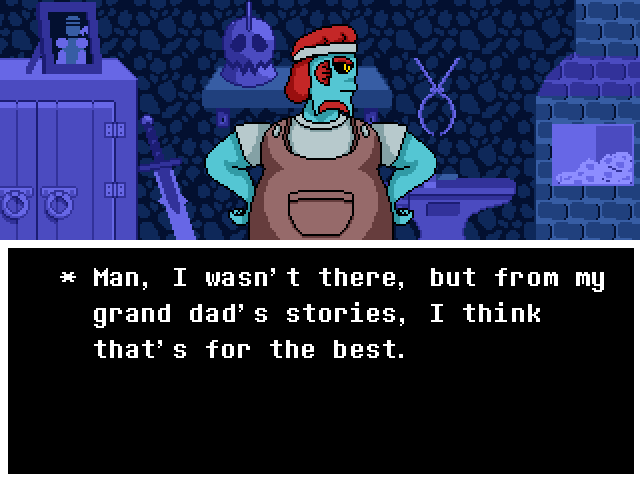 * Man, I wasn't there, but from my
grand dad's stories, I think
that's for the best.